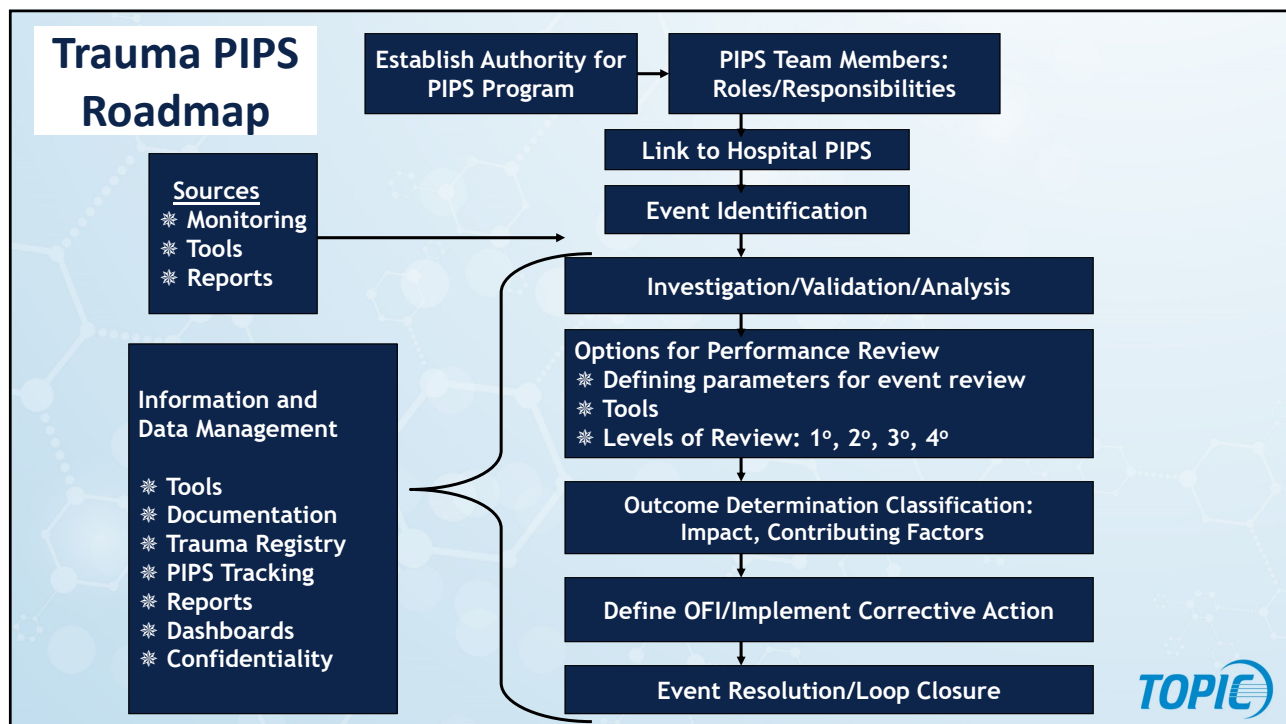 Trauma PIPS
Roadmap
Establish Authority for
PIPS Program
PIPS Team Members:
Roles/Responsibilities
Link to Hospital PIPS
Sources
✵ Monitoring
✵ Tools
✵ Reports
Event Identification
Investigation/Validation/Analysis
Options for Performance Review
✵ Defining parameters for event review
✵ Tools
✵ Levels of Review: 1º, 2º, 3º, 4º
Information and
Data Management
✵ Tools
✵ Documentation
✵ Trauma Registry
✵ PIPS Tracking
✵ Reports
✵ Dashboards
✵ Confidentiality
Outcome Determination Classification:
Impact, Contributing Factors
Define OFI/Implement Corrective Action
Event Resolution/Loop Closure
TOPIC